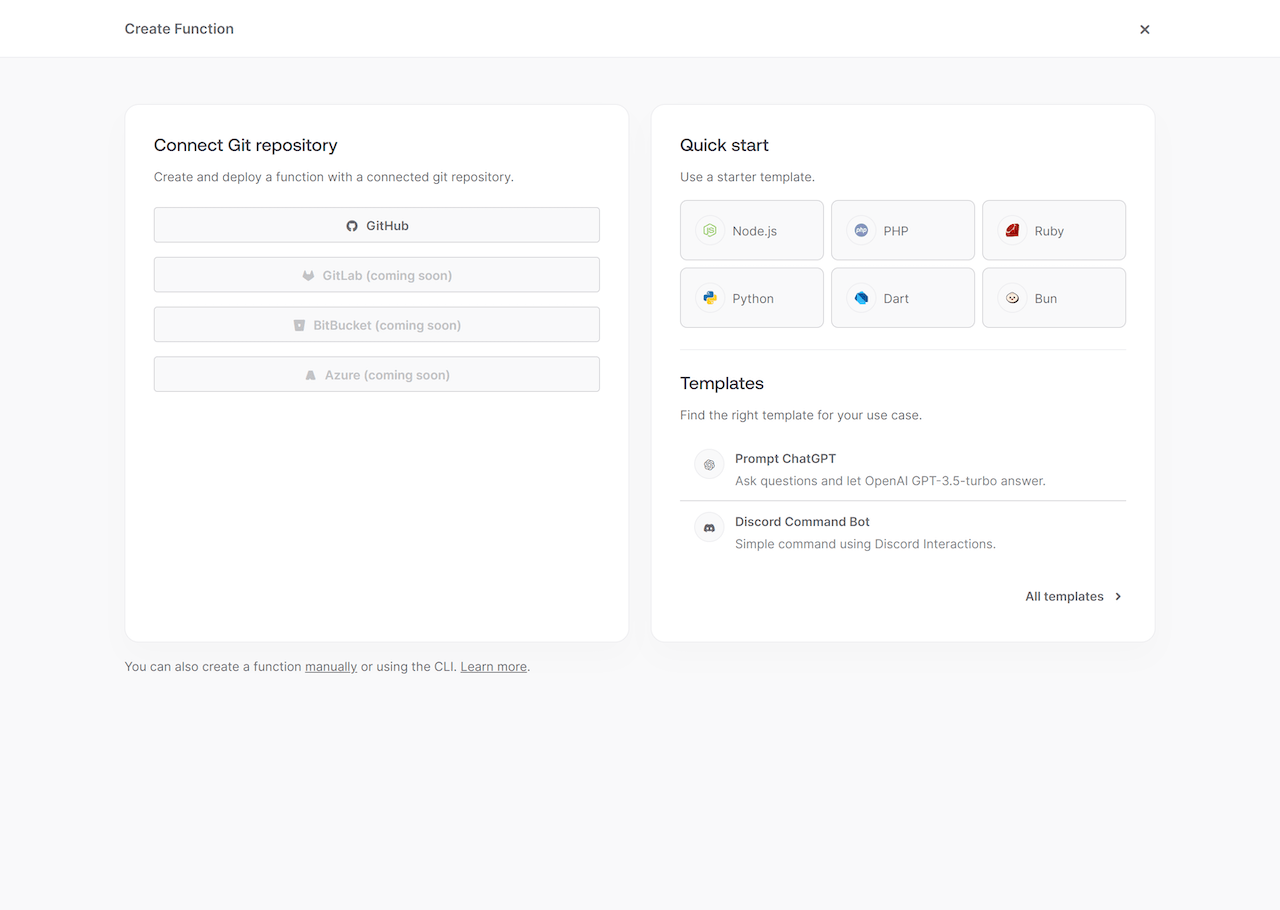 Create Function
Connect Git repository
Create and deploy a function with a connected git repository.
GitHub
GitLab (coming soon)
BitBucket (coming soon)
Azure (coming soon)
Quick start
Use a starter template.
Node.js
PHP
Ruby
Python
Dart
Bun
Templates
Find the right template for your use case.
Prompt ChatGPT
Ask questions and let OpenAI GPT-3.5-turbo answer.
Discord Command Bot
Simple command using Discord Interactions.
All templates
You can also create a function manually or using the CLI. Learn more.